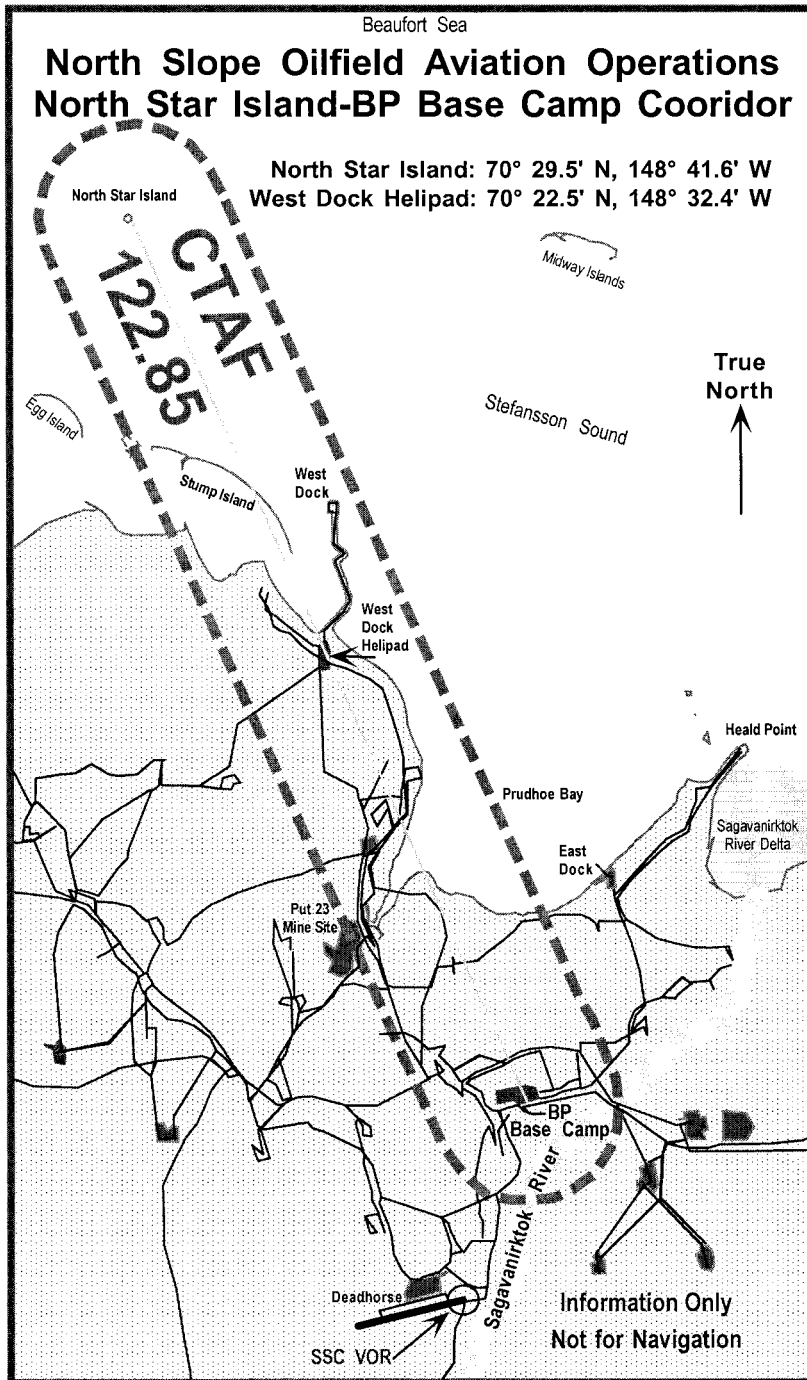 Beaufort Sea
North Slope Oilfield Aviation Operations
North Star Island-BP Base Camp Cooridor
North Star Island: 70° 29.5' N, 148° 41.6' W
West Dock Helipad: 70° 22.5' N, 148° 32.4' W
North Star Island
CTAF
122.85
Midway Islands
True
North
Stefansson Sound
Egg Island
Stump Island
West
Dock
West
Dock
Helipad
Heald Point
Prudhoe Bay
Sagavanirktok
River Delta
East
Dock
Put 23
Mine Site
BP
Base Camp
Sagavanirktok River
Deadhorse
SSC VOR
Information Only
Not for Navigation